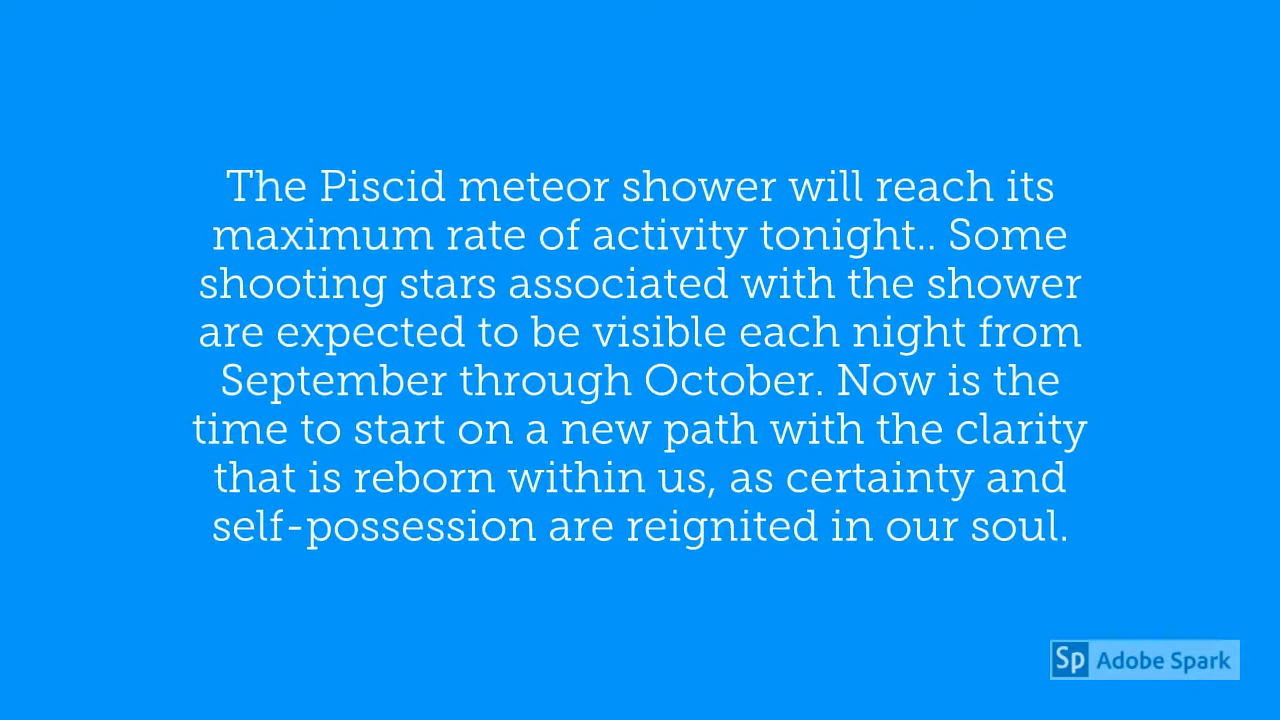 The Piscid meteor shower will reach its
maximum rate of activity tonight.. Some
shooting stars associated with the shower
are expected to be visible each night from
September through October. Now is the
time to start on a new path with the clarity
that is reborn within us, as certainty and
self-possession are reignited in our soul.
Sp Adobe Spark